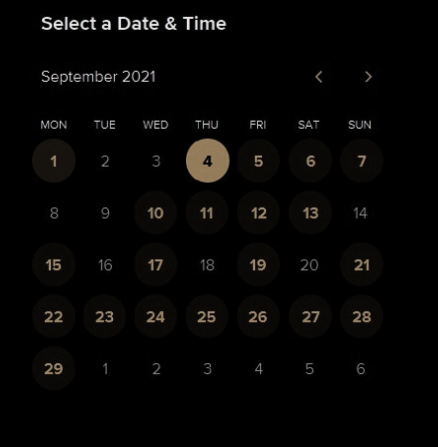 Select a Date & Time
September 2021
MON TUE WED THU FRI SAT SUN
1 2 3 4 5 6 7
8 9 10 11 12 13 14
15 16 17 18 19 20 21
22 23 24 25 26 27 28
29 1 2 3 4 5 6